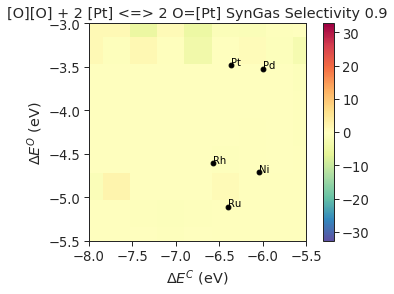 [O][O] + 2 [Pt] <=> 2 O=[Pt] SynGas Selectivity 0.9
−3.0
−3.5
−4.0
−4.5
−5.0
−5.5
ΔE^O (eV)
Pt
Pd
Rh
Ni
Ru
−8.0 −7.5 −7.0 −6.5 −6.0 −5.5
ΔE^C (eV)
30
20
10
0
−10
−20
−30